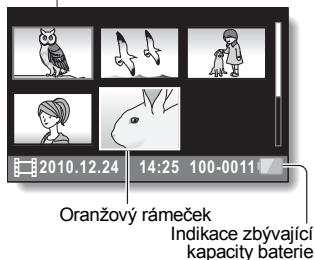 2010.12.24 14:25 100-0011
Oranžový rámeček
Indikace zbývající
kapacity baterie